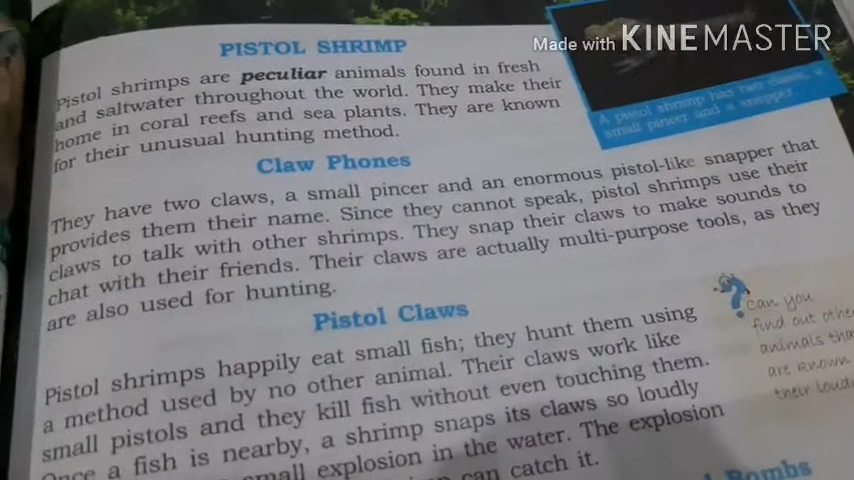 Made with KINEMASTER
PISTOL SHRIMP
Pistol shrimps are peculiar animals found in fresh
and saltwater throughout the world. They make their
home in coral reefs and sea plants. They are known
for their unusual hunting method.
A pistol shrimp has two claws, a
small pincer and a snapper.
Claw Phones
They have two claws, a small pincer and an enormous pistol-like snapper that
provides them their name. Since they cannot speak, pistol shrimps use their
claws to talk with other shrimps. They snap their claws to make sounds to
chat with their friends. Their claws are actually multi-purpose tools, as they
are also used for hunting.
Pistol Claws
Pistol shrimps happily eat small fish; they hunt them using
a method used by no other animal. Their claws work like
small pistols and they kill fish without even touching them.
Once a fish is nearby, a shrimp snaps its claws so loudly
small explosion in the water. The explosion
can catch it.
?
can you
find out other
animals that
are known
their loud
Bombs